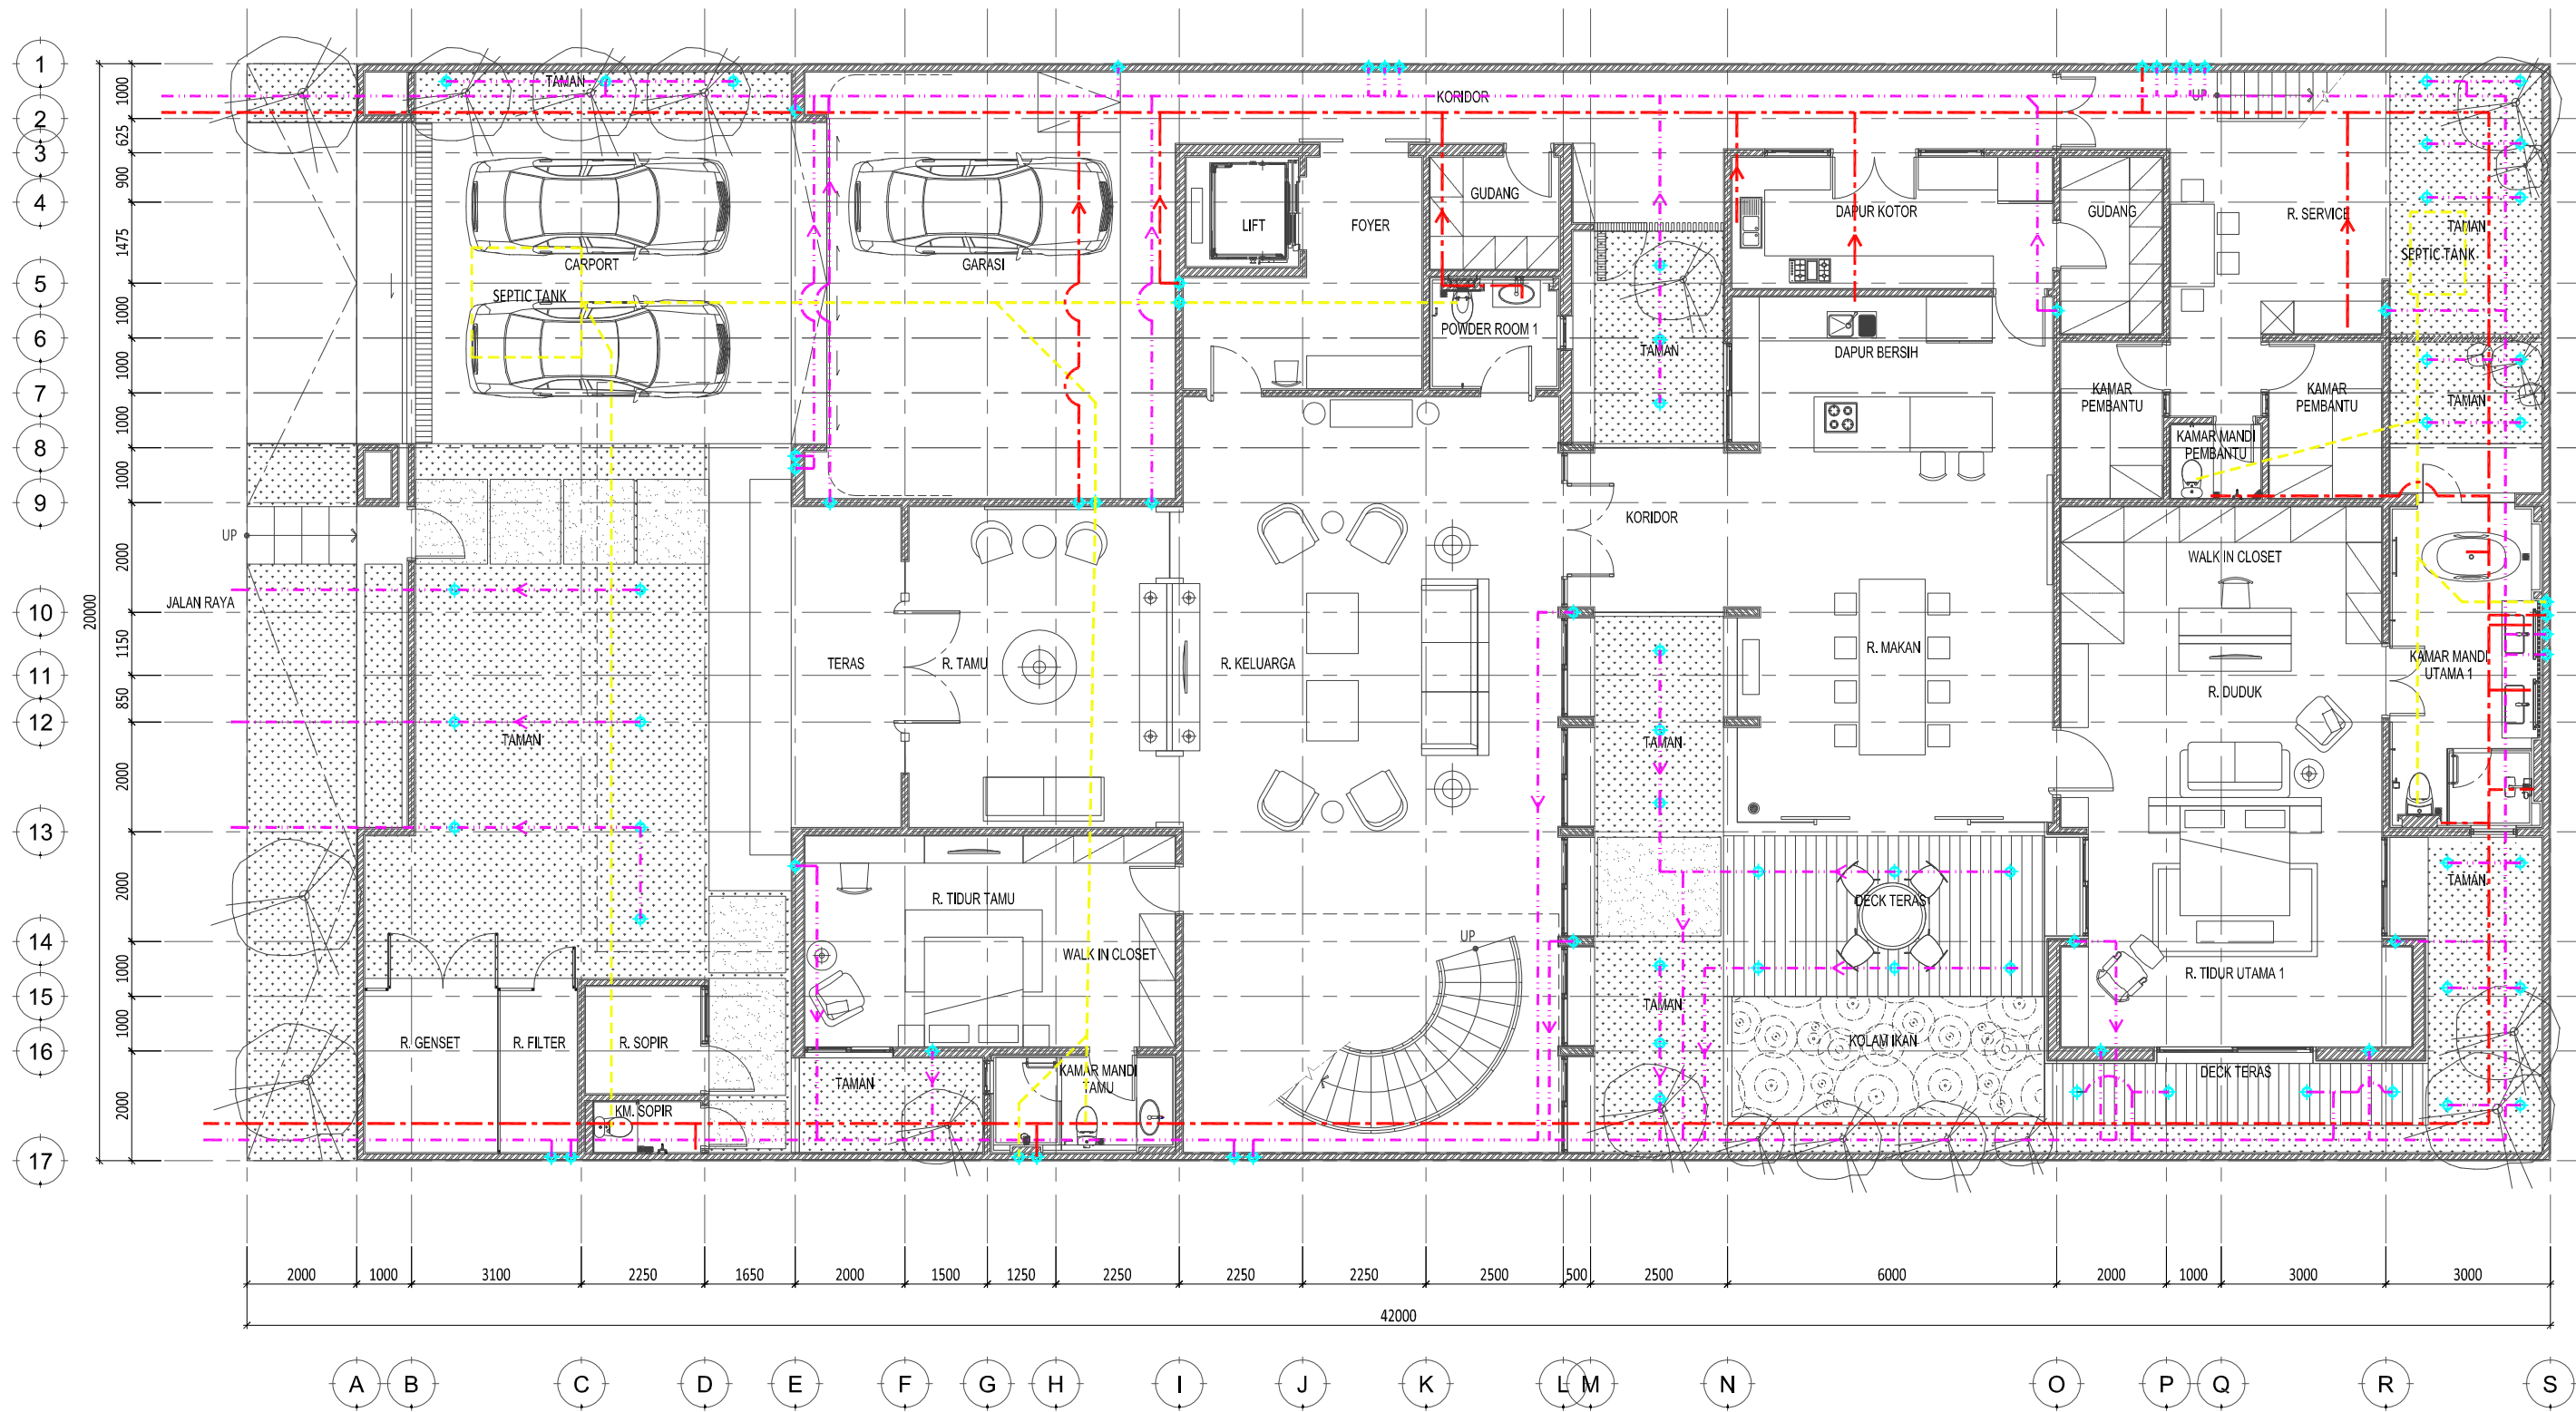 1
TAMAN
1000
KORIDOR
UP
2
625
3
900
4
GUDANG
DAPUR KOTOR
GUDANG
R. SERVICE
LIFT
FOYER
TAMAN
1475
CARPORT
GARASI
SEPTIC TANK
5
SEPTIC TANK
1000
POWDER ROOM 1
6
TAMAN
DAPUR BERSIH
1000
7
KAMAR
PEMBANTU
KAMAR
PEMBANTU
TAMAN
1000
8
KAMAR MANDI
PEMBANTU
1000
9
KORIDOR
UP
2000
WALK IN CLOSET
10
JALAN RAYA
20000
1150
R. MAKAN
TERAS
R. TAMU
R. KELUARGA
KAMAR MANDI
UTAMA 1
11
850
R. DUDUK
12
TAMAN
TAMAN
2000
13
2000
R. TIDUR TAMU
DECK TERAS
TAMAN
14
UP
1000
WALK IN CLOSET
R. TIDUR UTAMA 1
15
TAMAN
1000
R. GENSET
R. FILTER
R. SOPIR
KOLAM IKAN
16
DECK TERAS
TAMAN
KAMAR MANDI
TAMU
2000
KM. SOPIR
17
2000
1000
3100
2250
1650
2000
1500
1250
2250
2250
2250
2500
500
2500
6000
2000
1000
3000
3000
42000
A
B
C
D
E
F
G
H
I
J
K
L
M
N
O
P
Q
R
S